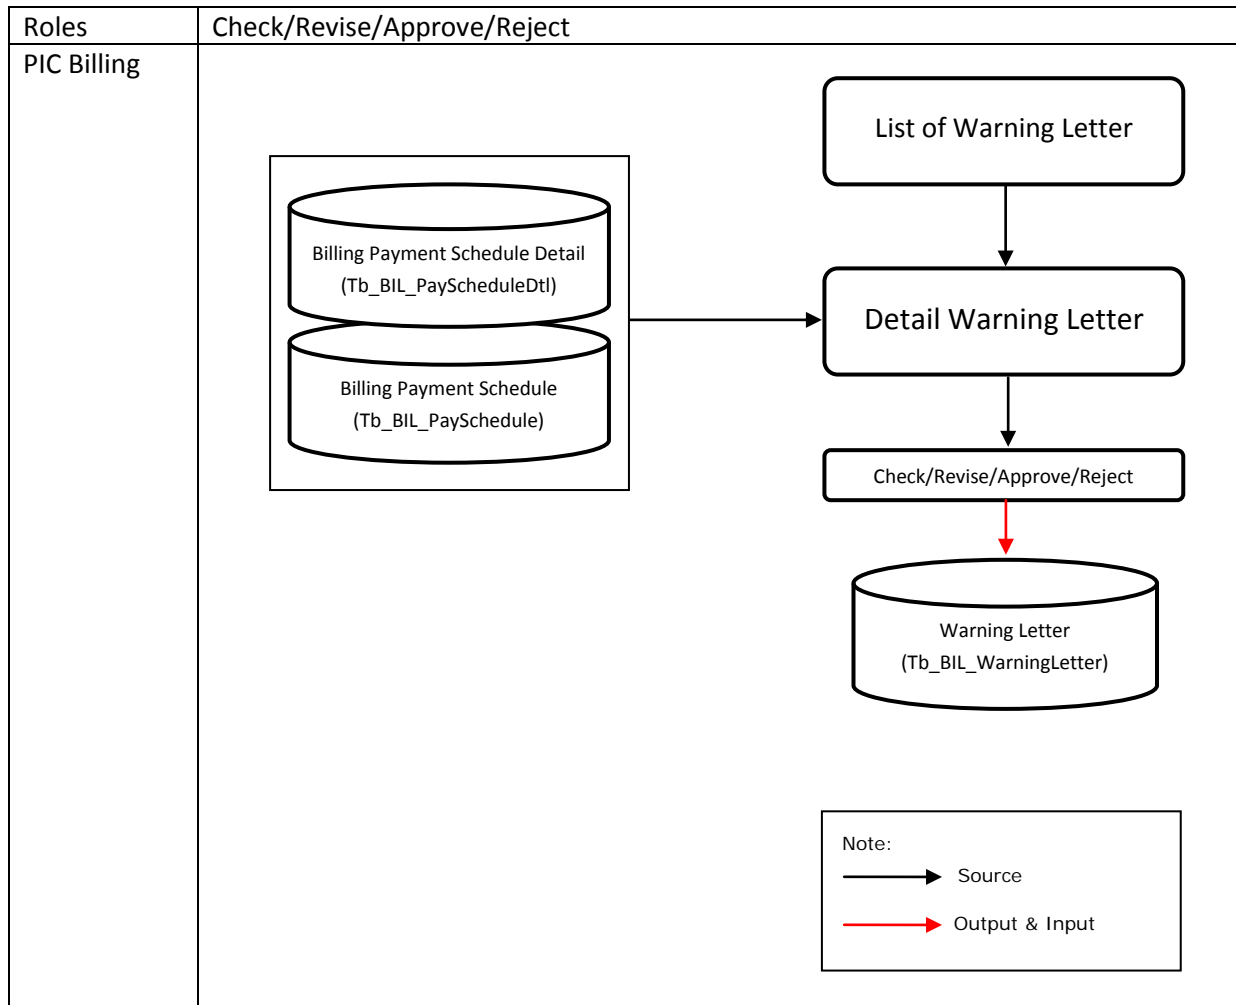 Roles
Check/Revise/Approve/Reject
PIC Billing
List of Warning Letter
Billing Payment Schedule Detail
(Tb_BIL_PayScheduleDtl)
Detail Warning Letter
Billing Payment Schedule
(Tb_BIL_PaySchedule)
Check/Revise/Approve/Reject
Warning Letter
(Tb_BIL_WarningLetter)
Note:
Source
Output & Input